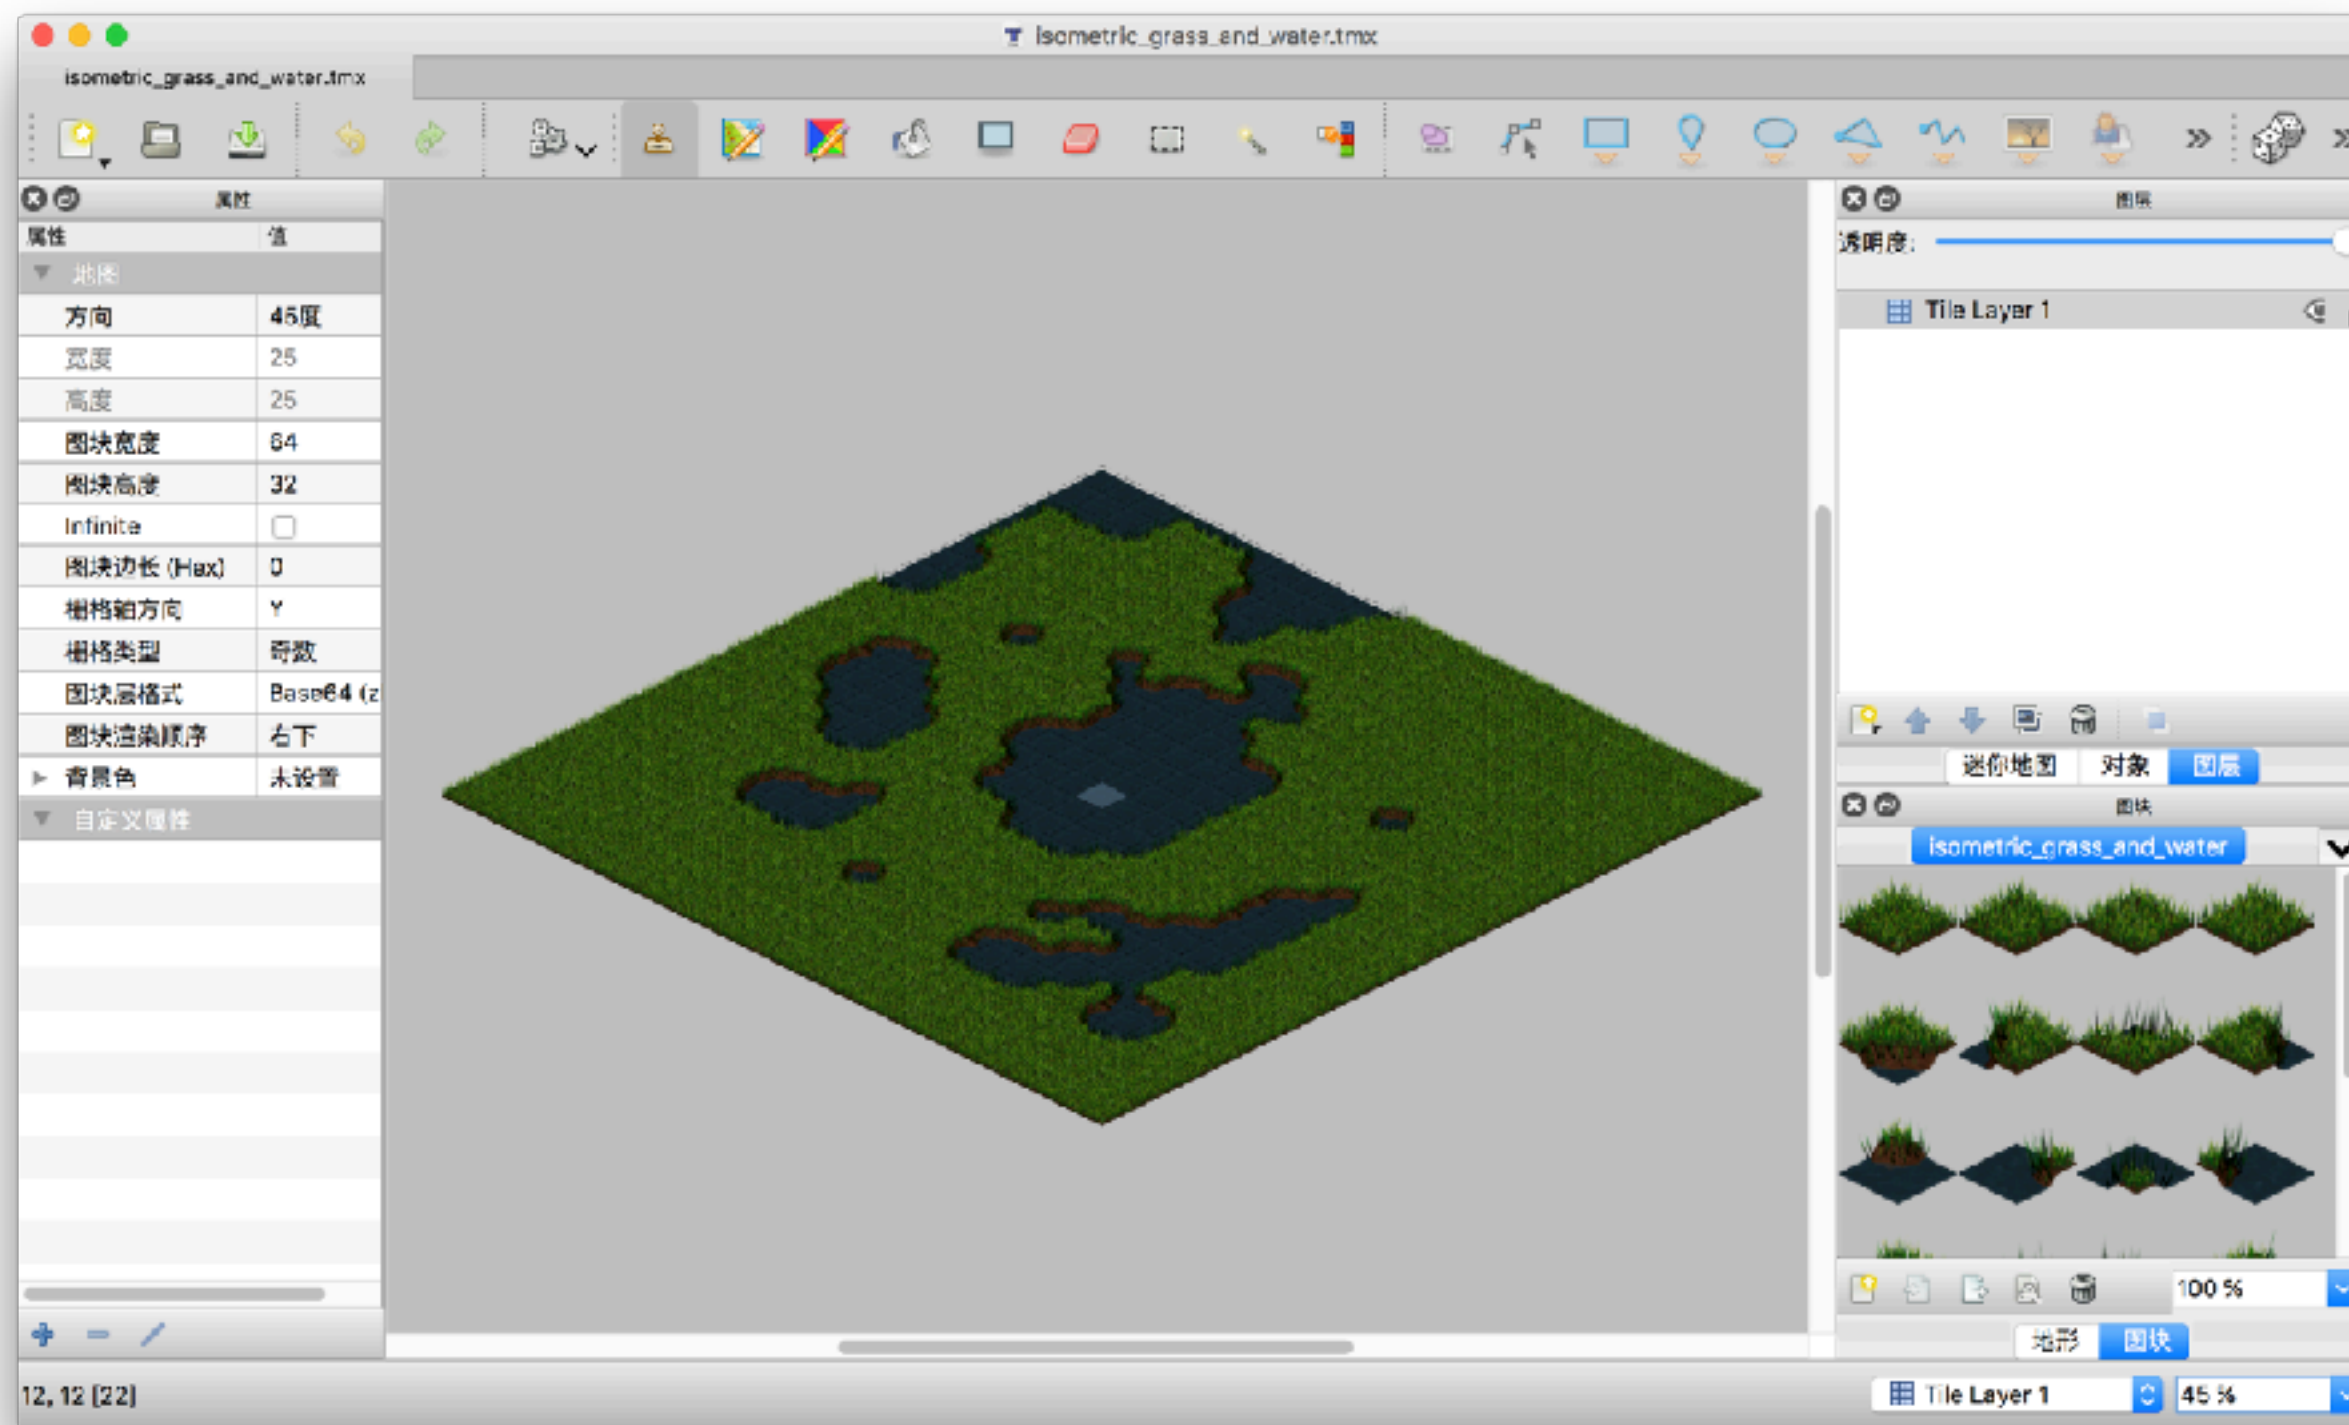 isometric_grass_and_water.tmx
isometric_grass_and_water.tmx
属性
属性 值
地图
方向 45度
宽度 25
高度 25
图块宽度 64
图块高度 32
Infinite
图块边长 (Hex) 0
栅格轴方向 Y
栅格类型 奇数
图块层格式 Base64 (z
图块渲染顺序 右下
背景色 未设置
自定义属性
图层
透明度:
Tile Layer 1
迷你地图 对象 图层
图块
isometric_grass_and_water
100 %
地形 图块
12, 12 [22]
Tile Layer 1 45 %